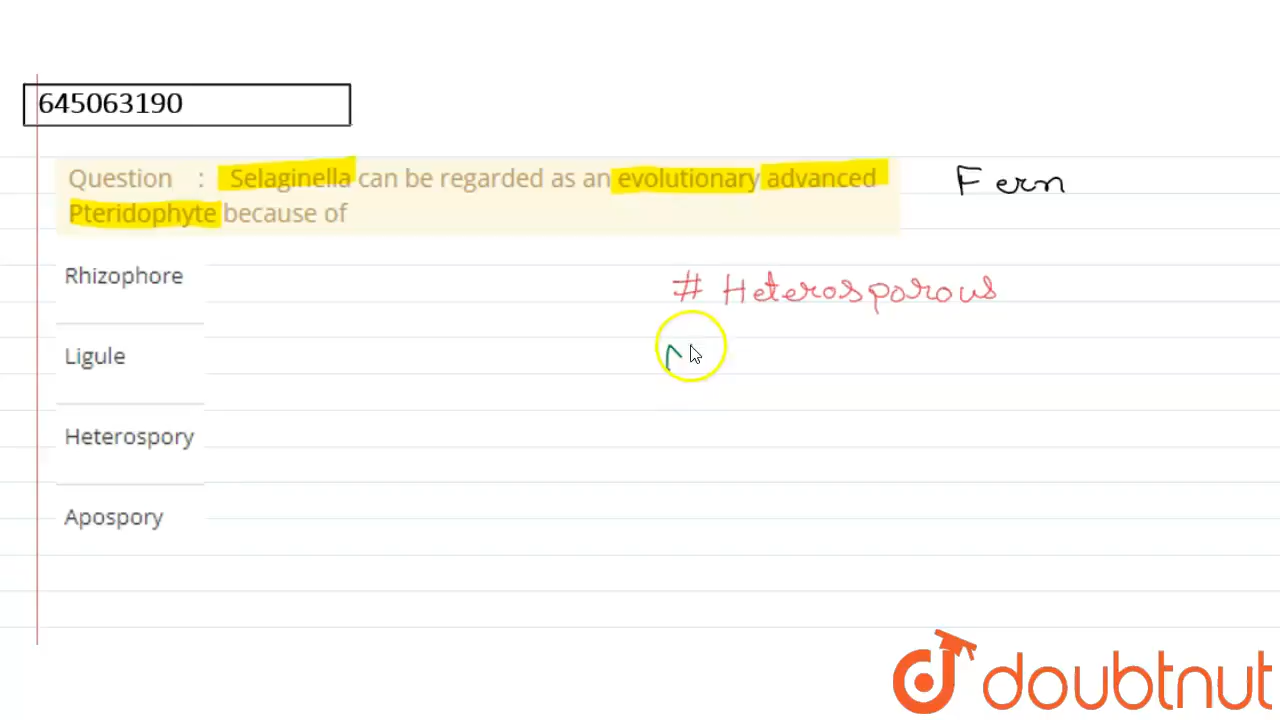 645063190
Question : Selaginella can be regarded as an evolutionary advanced
Pteridophyte because of
Fern
Rhizophore
# Heterosporous
Ligule
Heterospory
Apospory
doubtnut